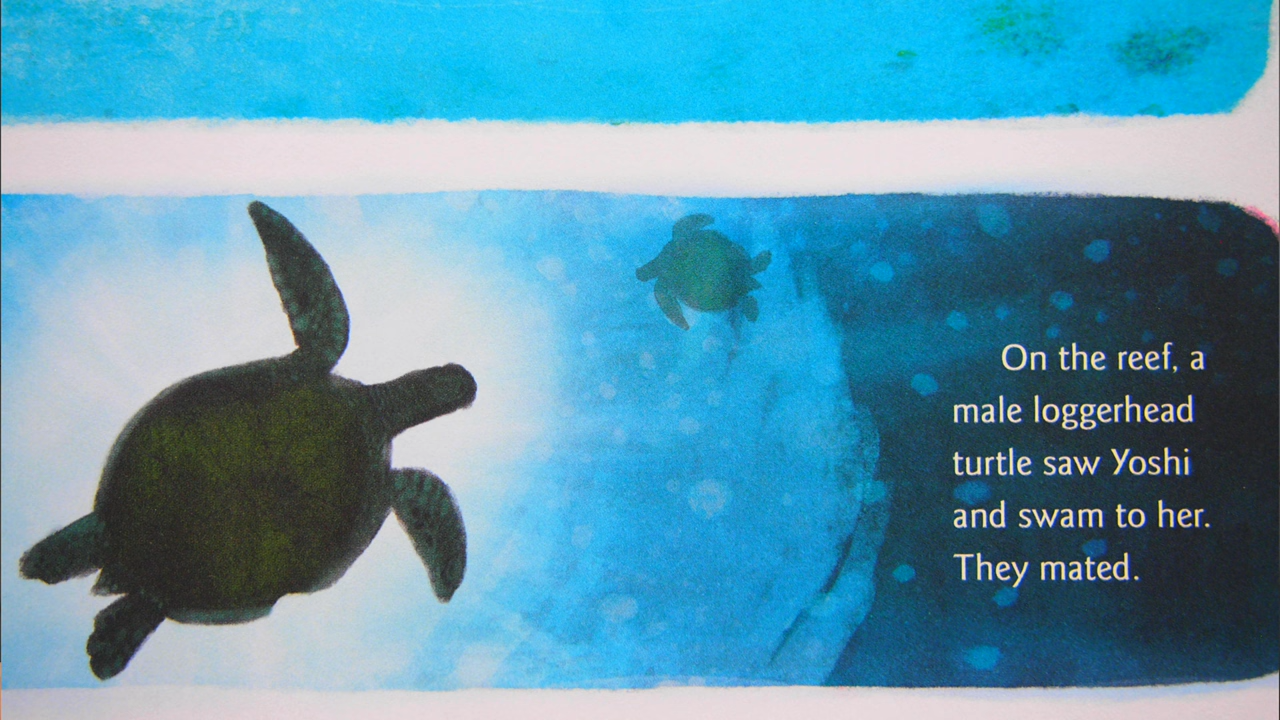 On the reef, a
male loggerhead
turtle saw Yoshi
and swam to her.
They mated.